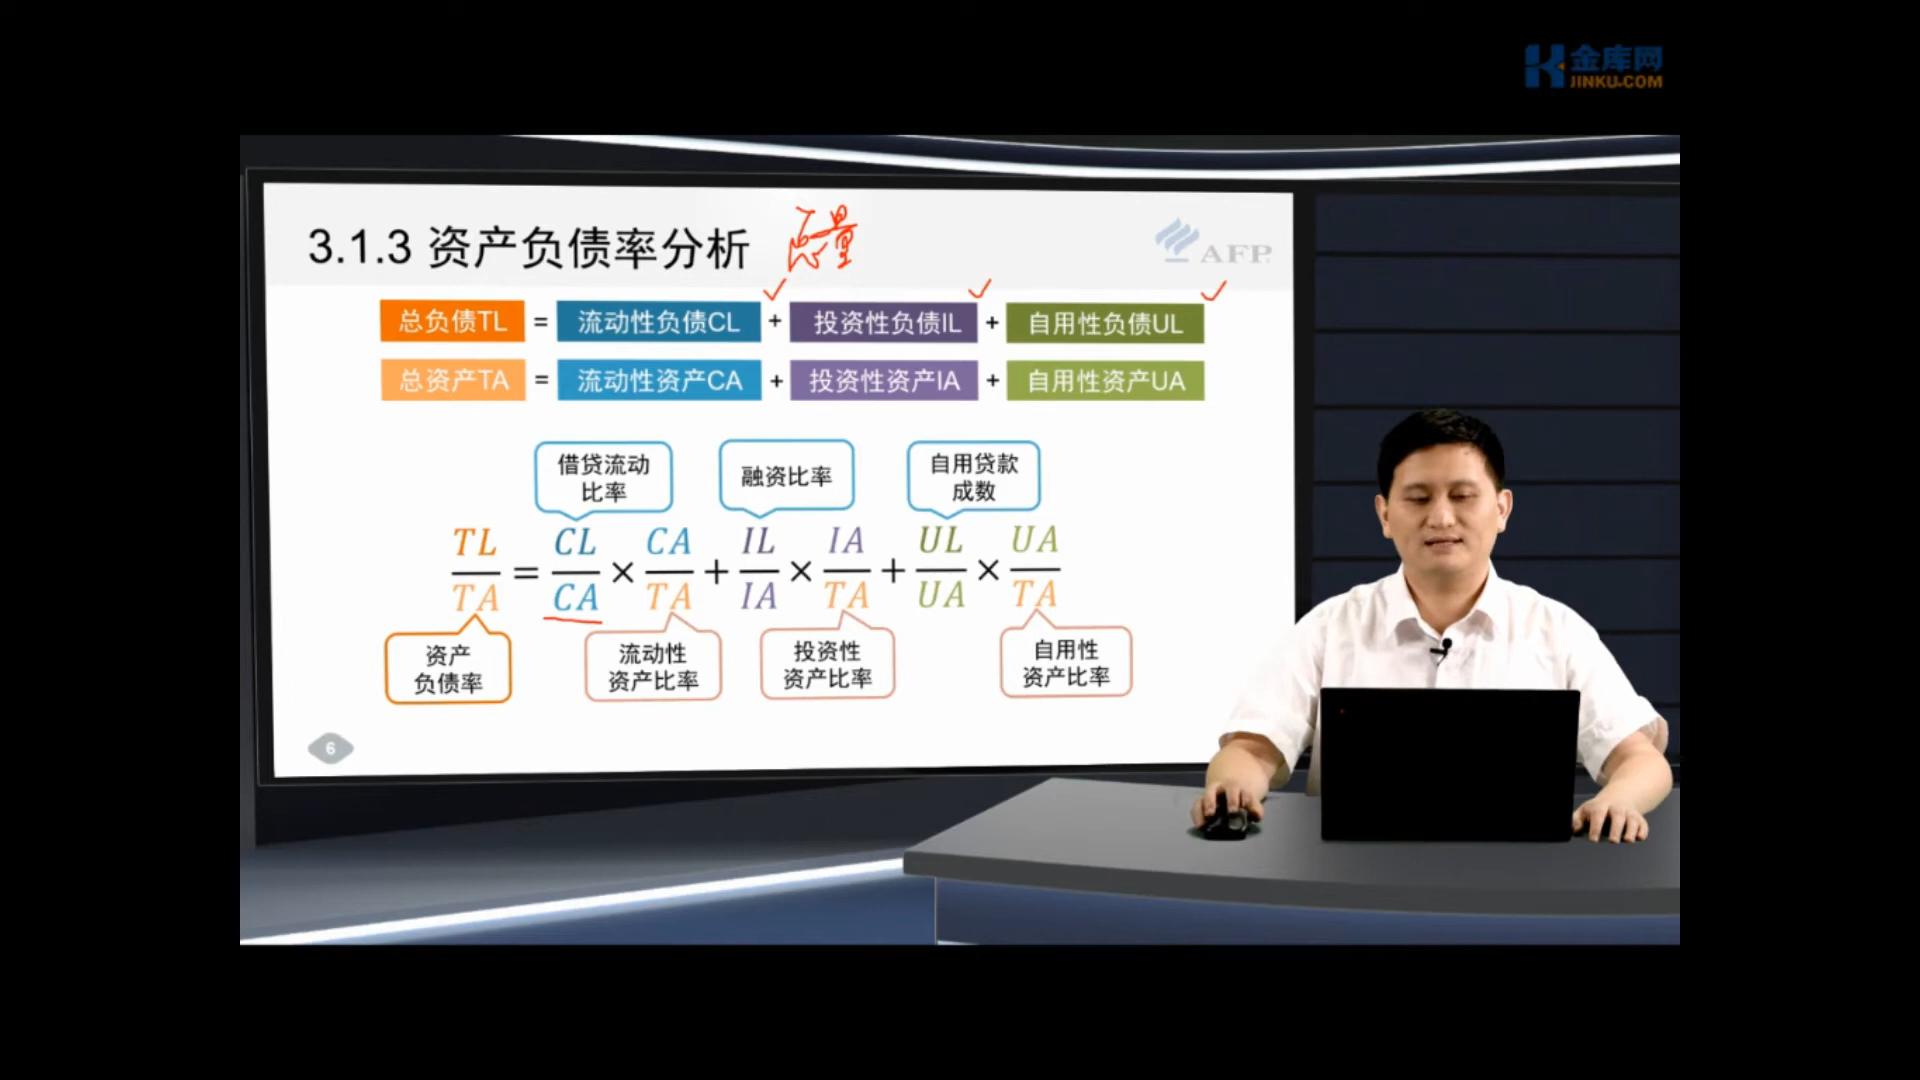 金库网
JINKU.COM
3.1.3 资产负债率分析
质量
AFP
总负债TL = 流动性负债CL + 投资性负债IL + 自用性负债UL
总资产TA = 流动性资产CA + 投资性资产IA + 自用性资产UA
借贷流动
比率
融资比率
自用贷款
成数
TL/TA = CL/CA × CA/TA + IL/IA × IA/TA + UL/UA × UA/TA
资产
负债率
流动性
资产比率
投资性
资产比率
自用性
资产比率
6